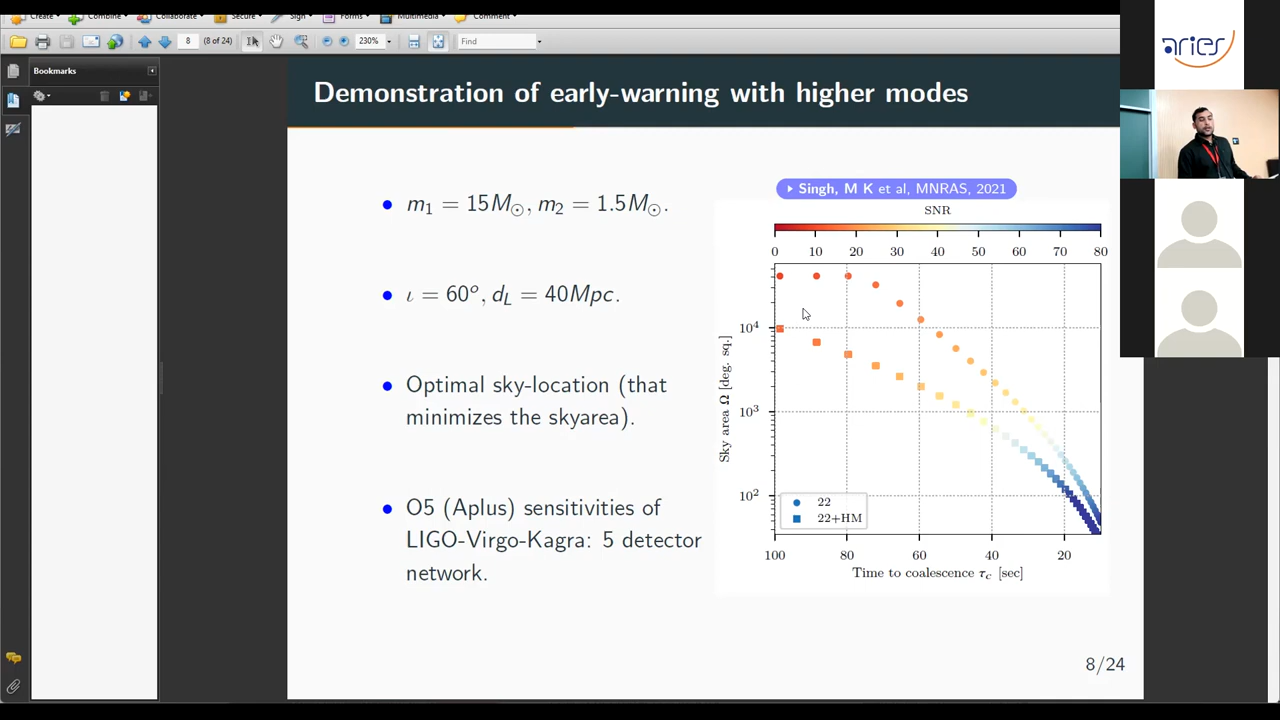 Create
Combine
Collaborate
Secure
Sign
Forms
Multimedia
Comment
8
(8 of 24)
230%
Find
Bookmarks
aries
Demonstration of early-warning with higher modes
• m₁ = 15M⊙, m₂ = 1.5M⊙.
• ι = 60°, d_L = 40Mpc.
• Optimal sky-location (that
minimizes the skyarea).
• O5 (Aplus) sensitivities of
LIGO-Virgo-Kagra: 5 detector
network.
Singh, M K et al, MNRAS, 2021
SNR
0 10 20 30 40 50 60 70 80
10⁴
10³
10²
Sky area Ω [deg. sq.]
22
22+HM
100 80 60 40 20
Time to coalescence τ_c [sec]
8/24